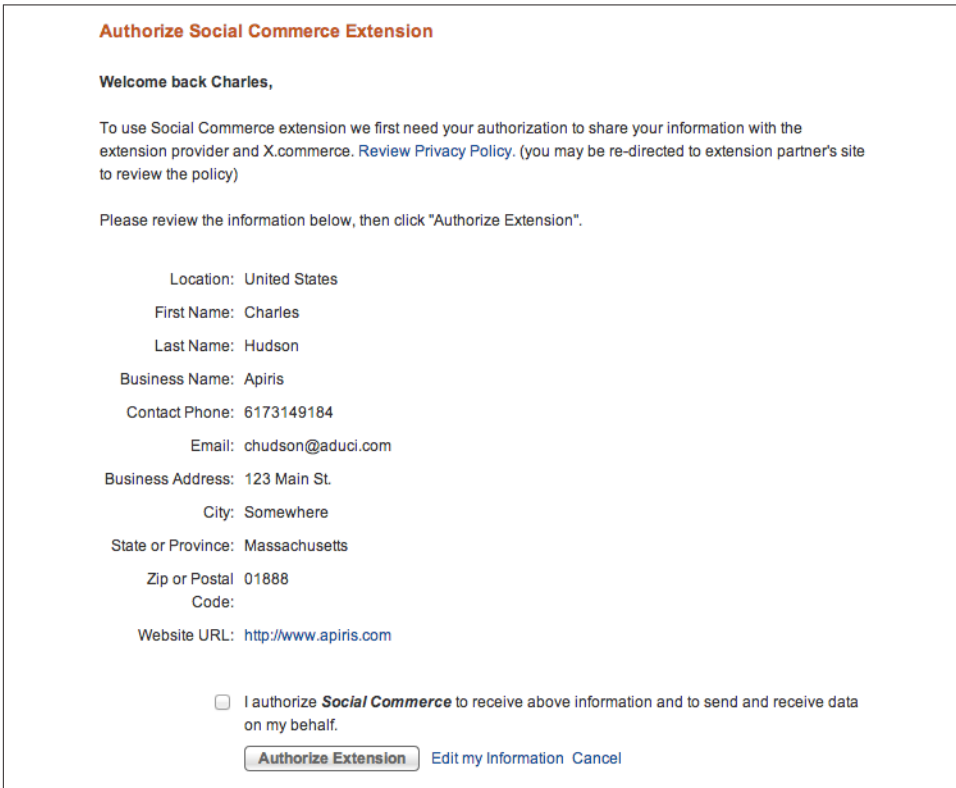 Authorize Social Commerce Extension
Welcome back Charles,
To use Social Commerce extension we first need your authorization to share your information with the
extension provider and X.commerce. Review Privacy Policy. (you may be re-directed to extension partner's site
to review the policy)
Please review the information below, then click "Authorize Extension".
Location: United States
First Name: Charles
Last Name: Hudson
Business Name: Apiris
Contact Phone: 6173149184
Email: chudson@aduci.com
Business Address: 123 Main St.
City: Somewhere
State or Province: Massachusetts
Zip or Postal 01888
Code:
Website URL: http://www.apiris.com
I authorize Social Commerce to receive above information and to send and receive data
on my behalf.
Authorize Extension Edit my Information Cancel